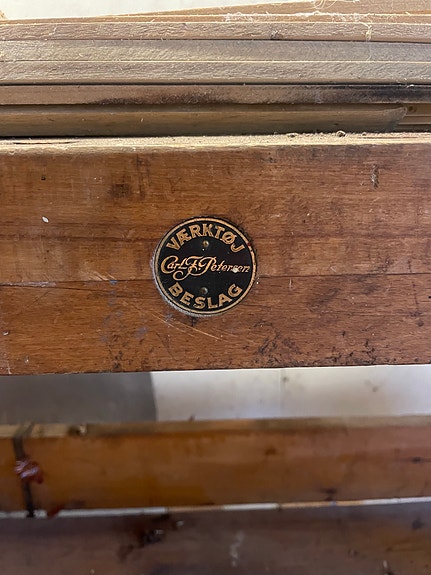 VÆRKTØJ
Carl F. Petersen
BESLAG